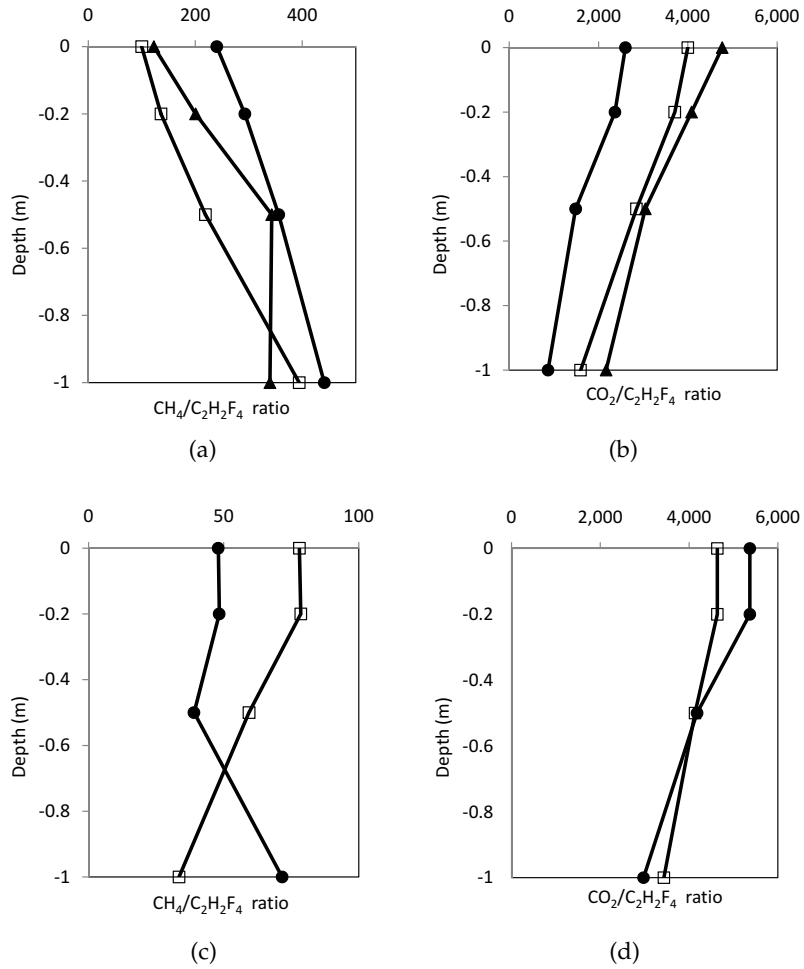 0 200 400
0
-0.2
-0.4
-0.6
-0.8
-1
Depth (m)
CH₄/C₂H₂F₄ ratio
(a)
0 2,000 4,000 6,000
0
-0.2
-0.4
-0.6
-0.8
-1
Depth (m)
CO₂/C₂H₂F₄ ratio
(b)
0 50 100
0
-0.2
-0.4
-0.6
-0.8
-1
Depth (m)
CH₄/C₂H₂F₄ ratio
(c)
0 2,000 4,000 6,000
0
-0.2
-0.4
-0.6
-0.8
-1
Depth (m)
CO₂/C₂H₂F₄ ratio
(d)